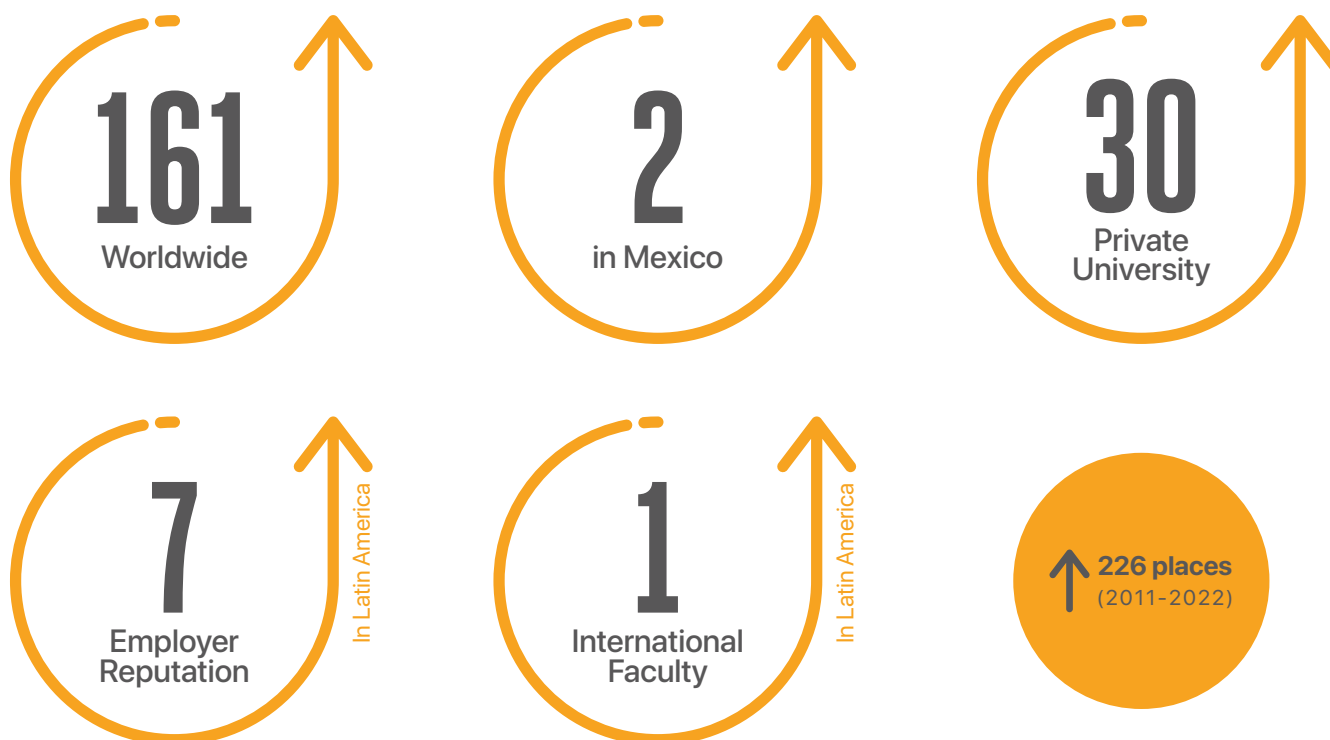 161
Worldwide
2
in Mexico
30
Private
University
7
Employer
Reputation
In Latin America
1
International
Faculty
In Latin America
226 places
(2011-2022)